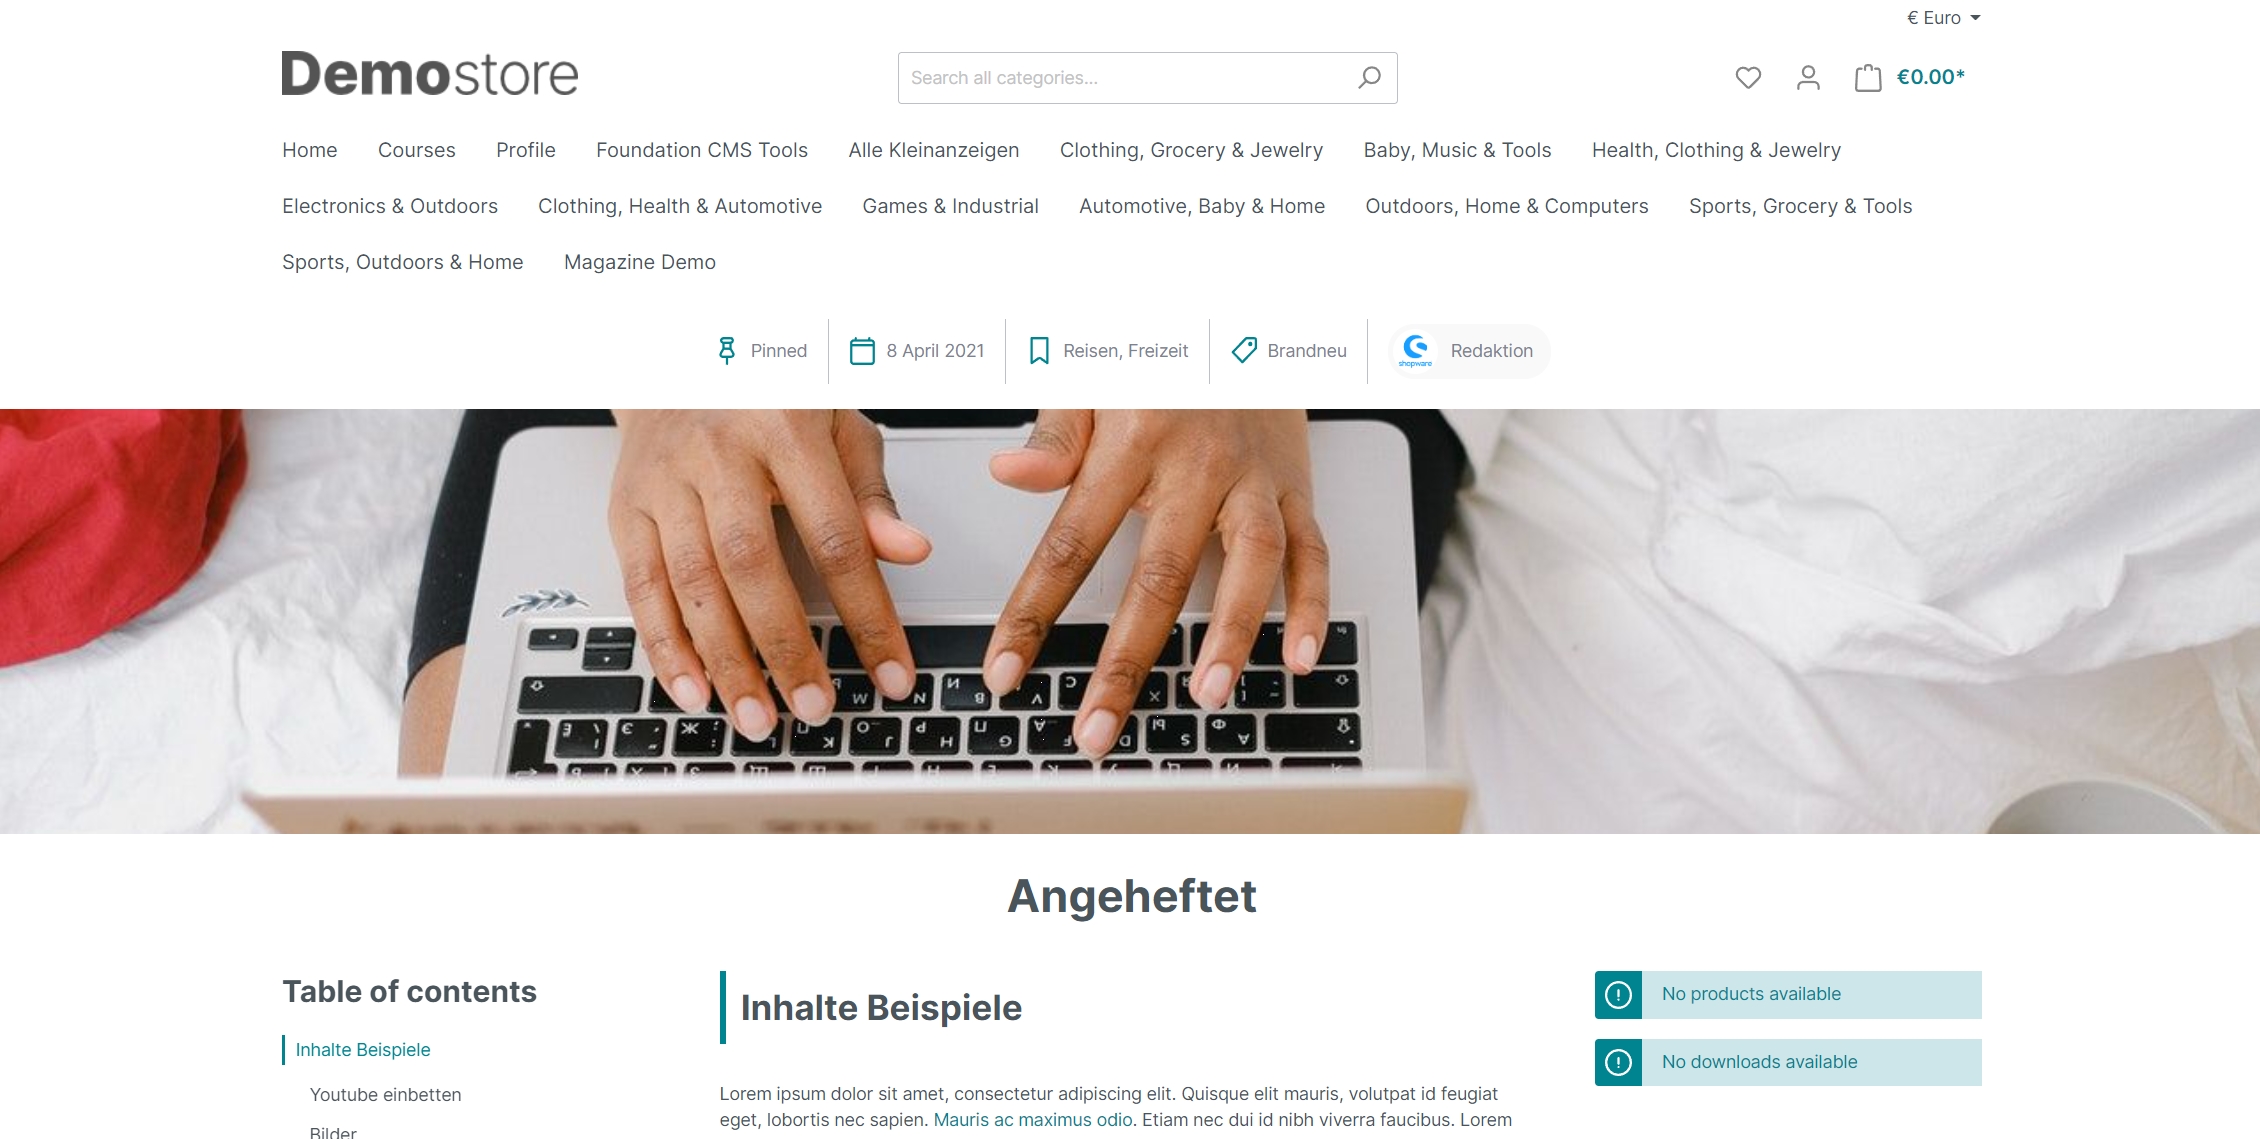 € Euro
Demostore
Search all categories...
€0.00*
Home Courses Profile Foundation CMS Tools Alle Kleinanzeigen Clothing, Grocery & Jewelry Baby, Music & Tools Health, Clothing & Jewelry
Electronics & Outdoors Clothing, Health & Automotive Games & Industrial Automotive, Baby & Home Outdoors, Home & Computers Sports, Grocery & Tools
Sports, Outdoors & Home Magazine Demo
Pinned 8 April 2021 Reisen, Freizeit Brandneu shopware Redaktion
Angeheftet
Table of contents
Inhalte Beispiele
Youtube einbetten
Bilder
Inhalte Beispiele
Lorem ipsum dolor sit amet, consectetur adipiscing elit. Quisque elit mauris, volutpat id feugiat
eget, lobortis nec sapien. Mauris ac maximus odio. Etiam nec dui id nibh viverra faucibus. Lorem
No products available
No downloads available